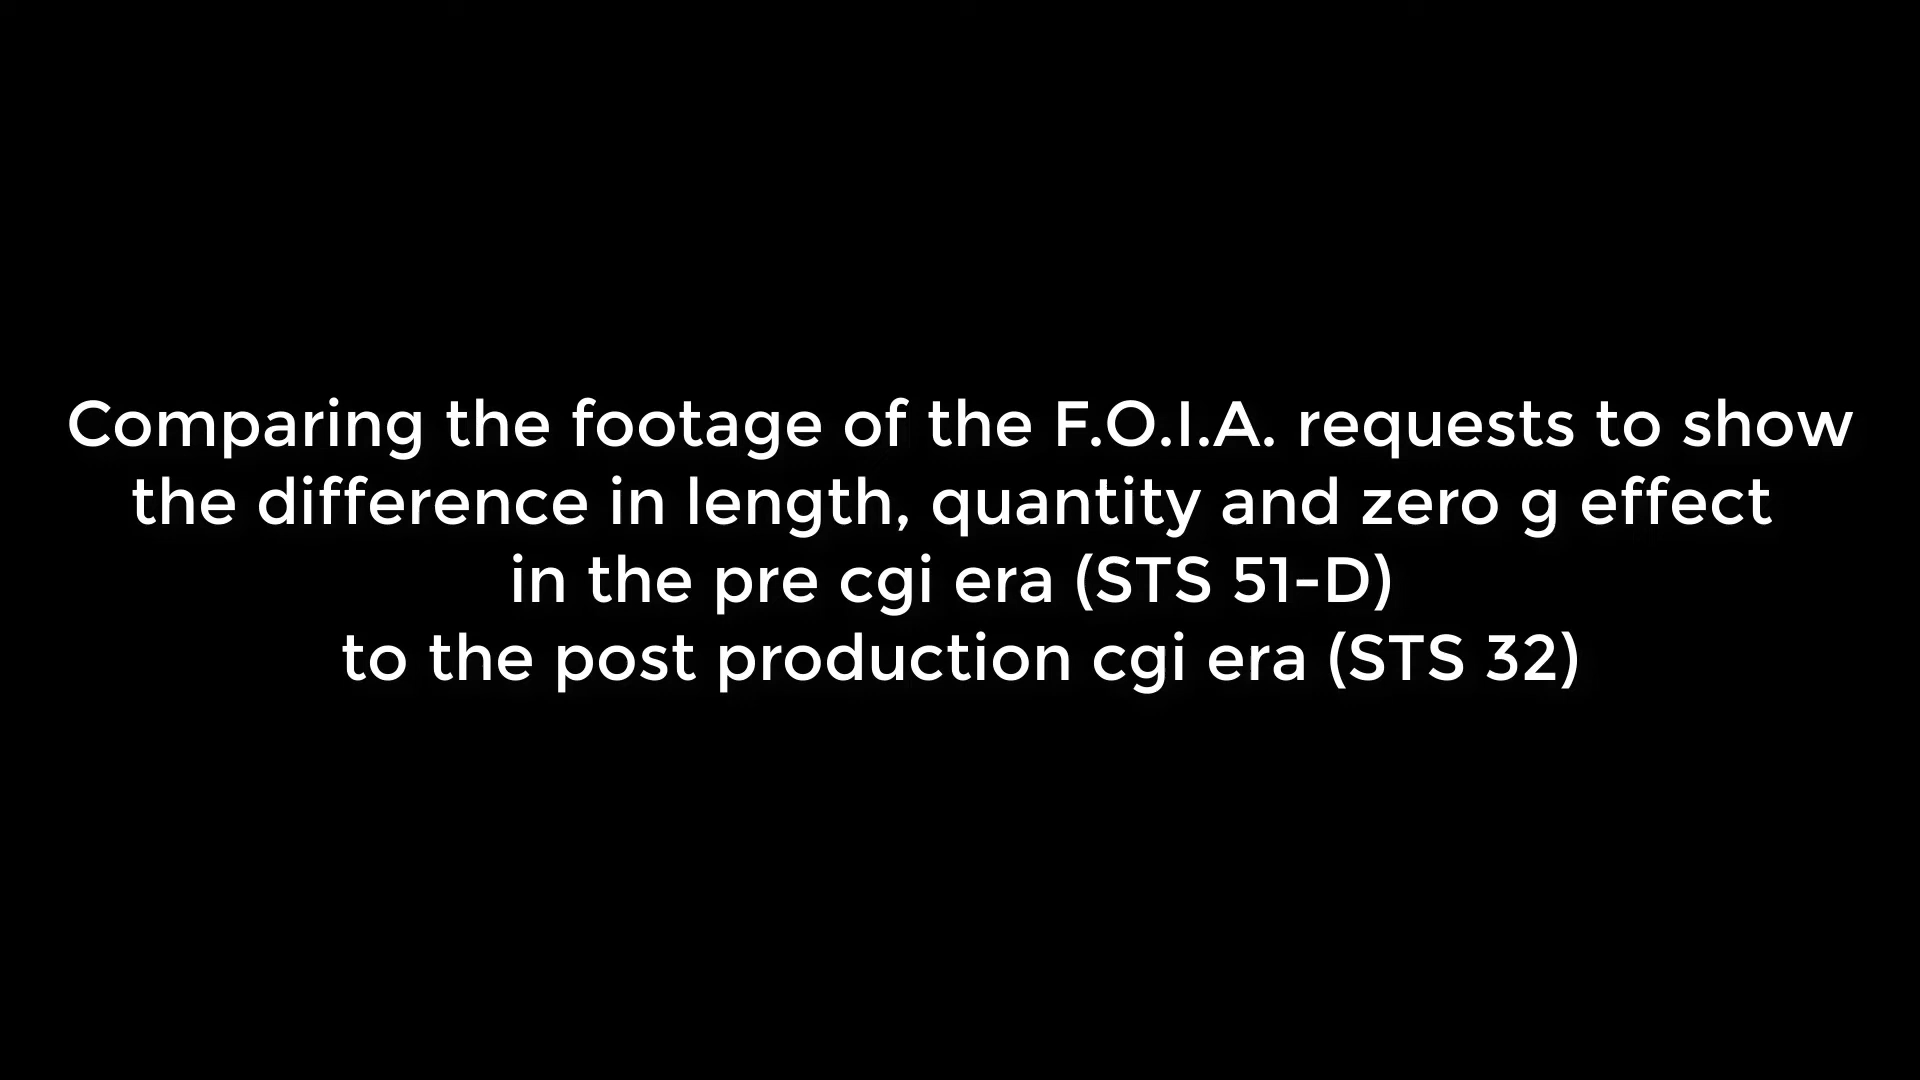 Comparing the footage of the F.O.I.A. requests to show
the difference in length, quantity and zero g effect
in the pre cgi era (STS 51-D)
to the post production cgi era (STS 32)